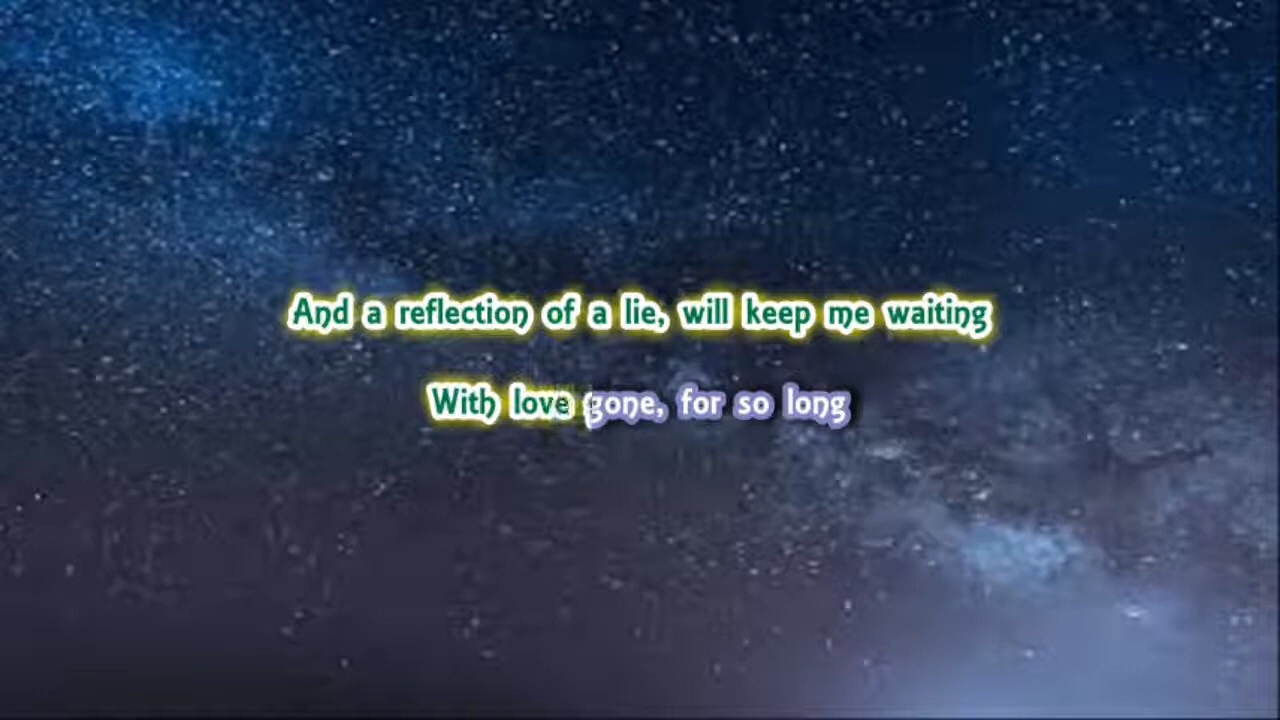 And a reflection of a lie, will keep me waiting
With love gone, for so long